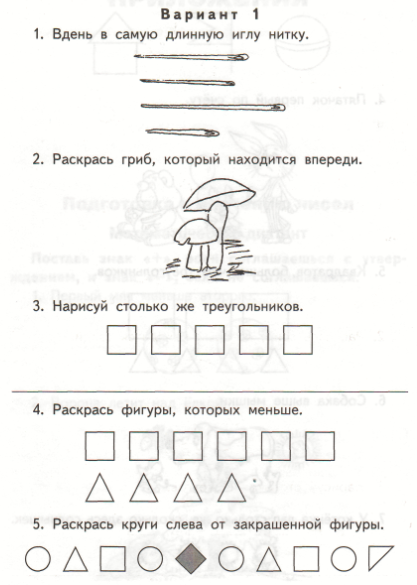 Вариант 1
1. Вдень в самую длинную иглу нитку.
2. Раскрась гриб, который находится впереди.
3. Нарисуй столько же треугольников.
4. Раскрась фигуры, которых меньше.
5. Раскрась круги слева от закрашенной фигуры.